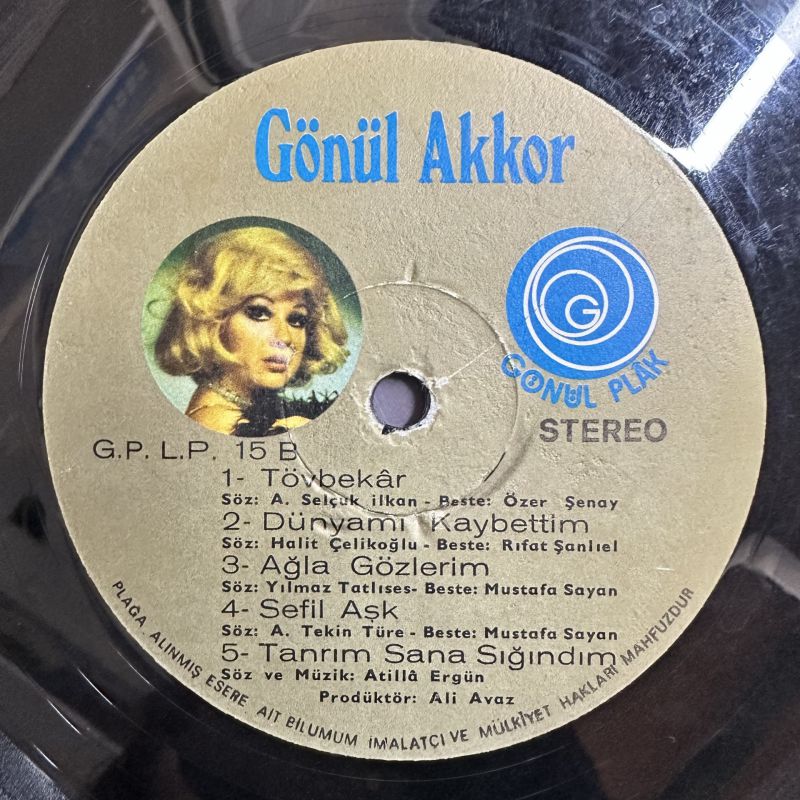 Gönül Akkor
G
GÖNÜL PLÂK
STEREO
G.P. L.P. 15 B
1- Tövbekâr
Söz: A. Selçuk ilkan - Beste: Özer Şenay
2- Dünyamı Kaybettim
Söz: Halit Çelikoğlu - Beste: Rıfat Şanlıel
3- Ağla Gözlerim
Söz: Yılmaz Tatlıses- Beste: Mustafa Sayan
4- Sefil Aşk
Söz: A. Tekin Türe - Beste: Mustafa Sayan
5- Tanrım Sana Sığındım
Söz ve Müzik: Atillâ Ergün
Prodüktör: Ali Avaz
PLAĞA ALINMIŞ ESERE AİT BİLUMUM İMALATÇI VE MÜLKİYET HAKLARI MAHFUZDUR